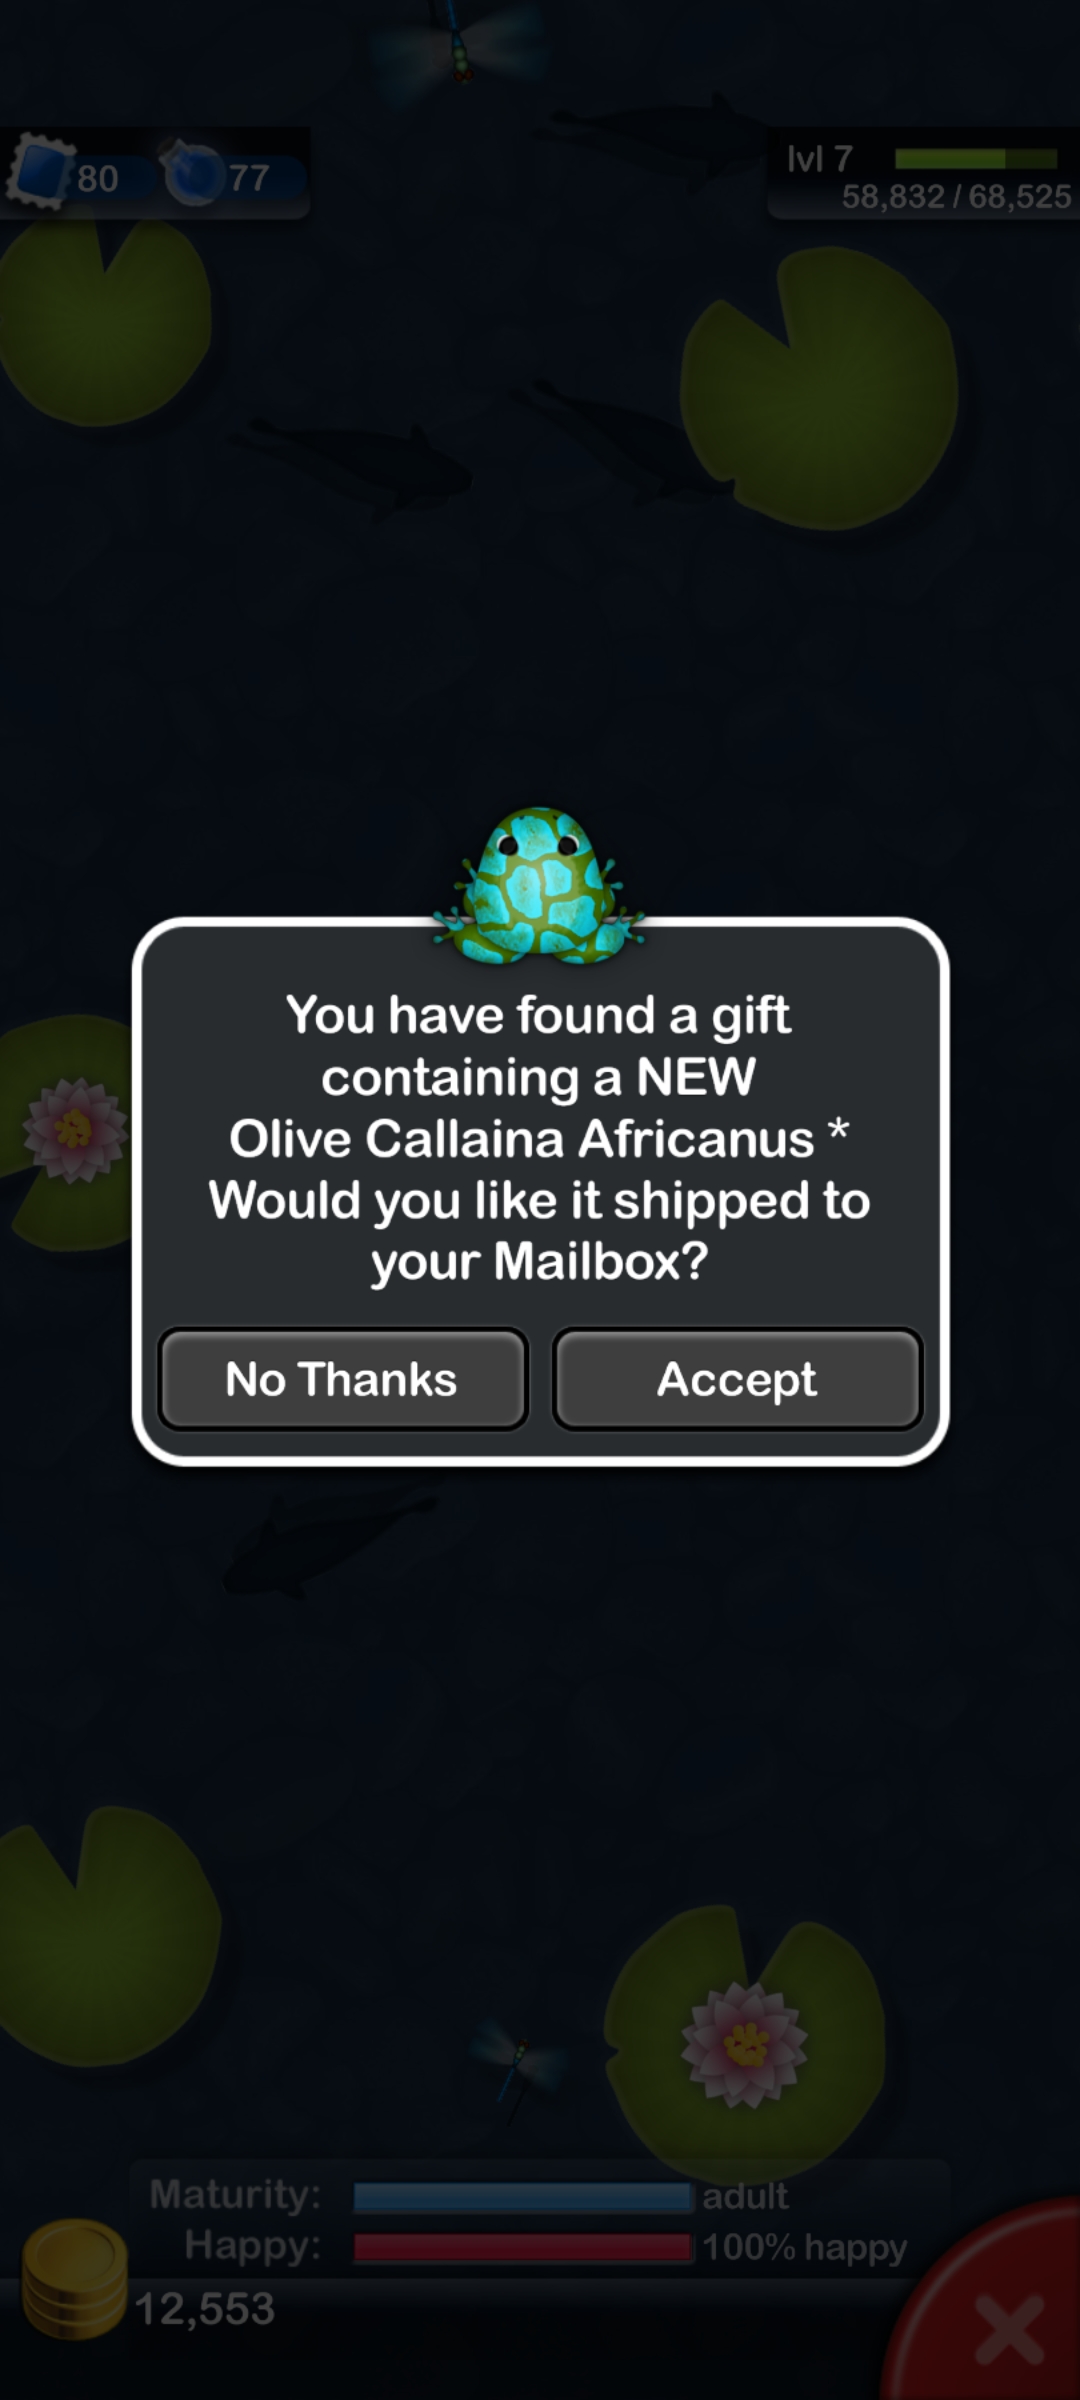 80
77
lvl 7
58,832 / 68,525
You have found a gift
containing a NEW
Olive Callaina Africanus *
Would you like it shipped to
your Mailbox?
No Thanks
Accept
Maturity:
adult
Happy:
100% happy
12,553